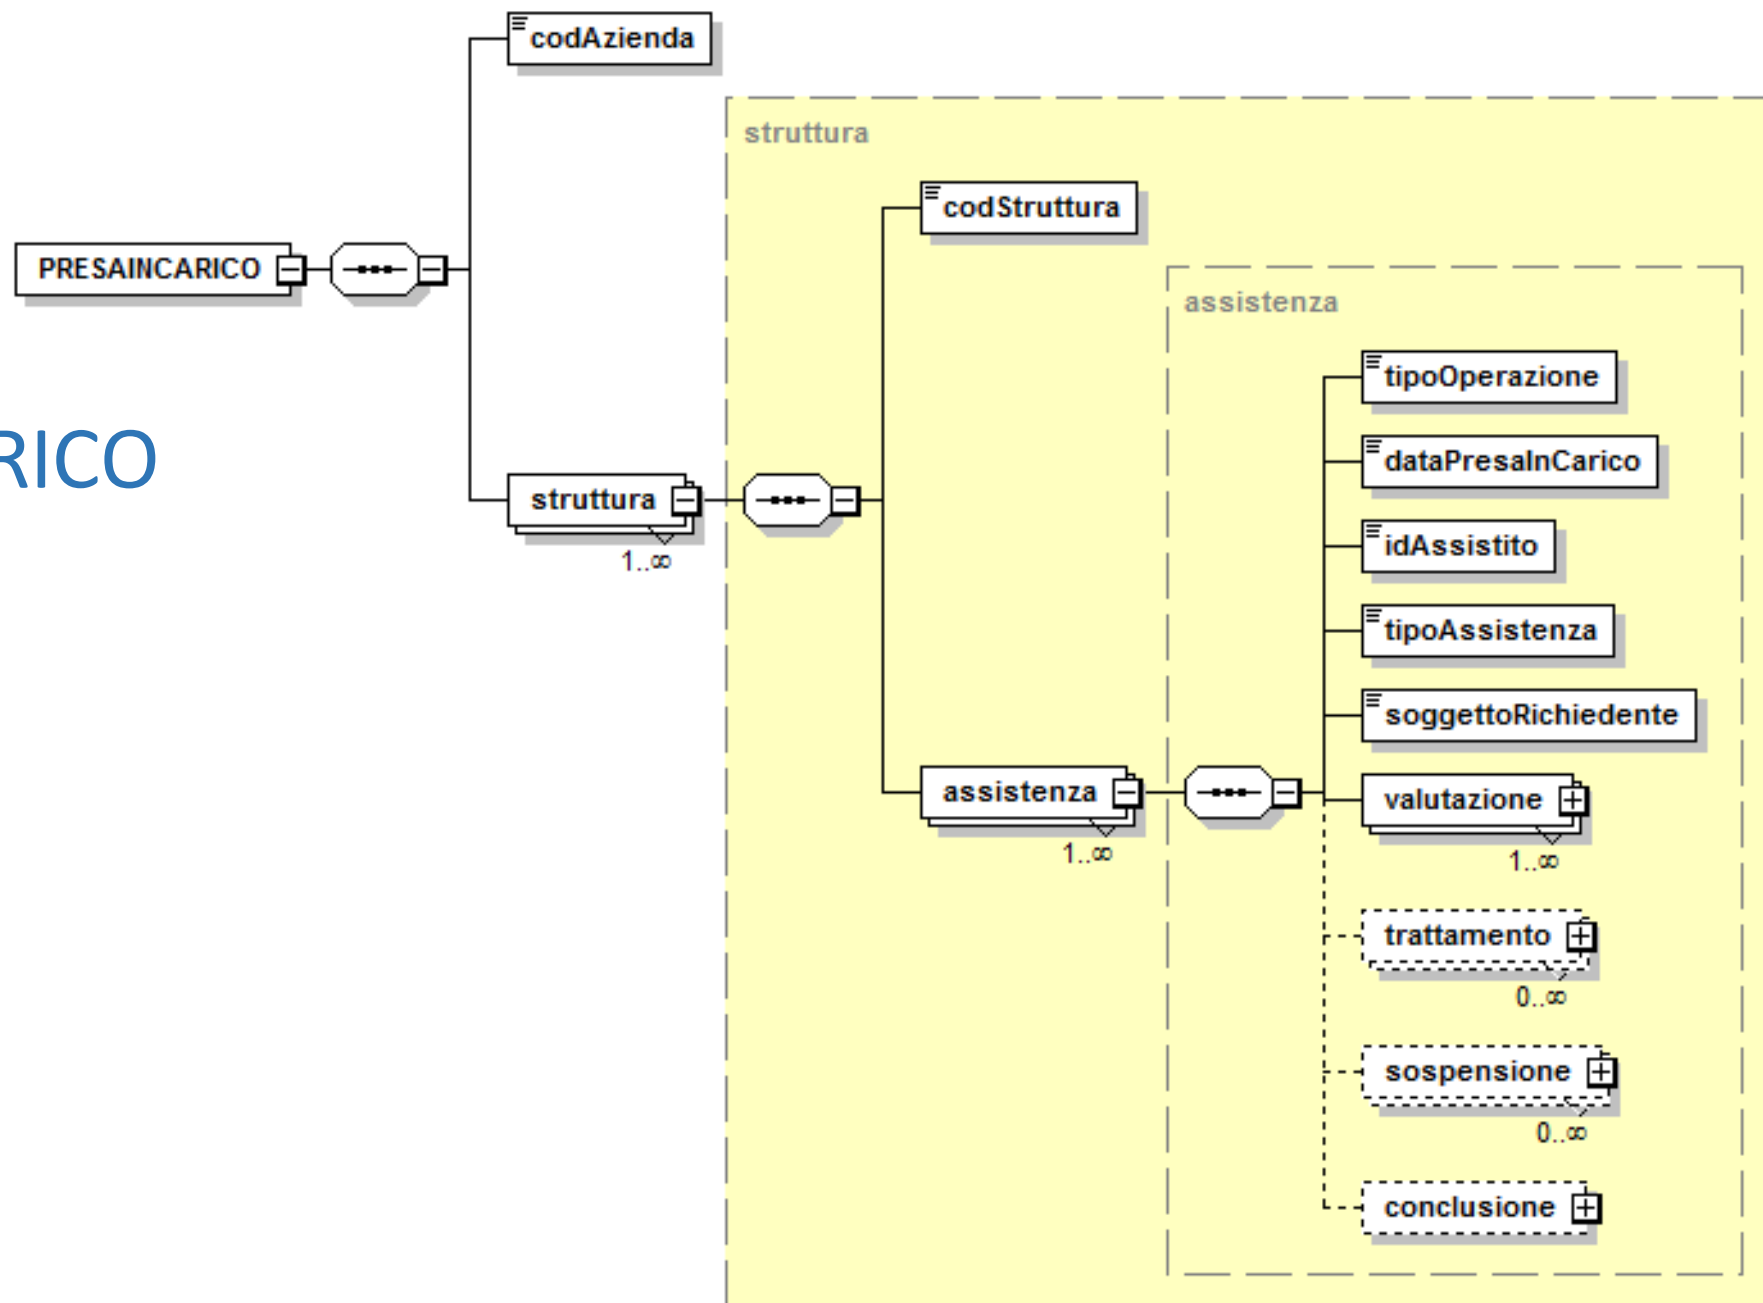 codAzienda
struttura
codStruttura
PRESAINCARICO
assistenza
tipoOperazione
RICO
dataPresaInCarico
struttura
1..∞
idAssistito
tipoAssistenza
soggettoRichiedente
assistenza
1..∞
valutazione
1..∞
trattamento
0..∞
sospensione
0..∞
conclusione